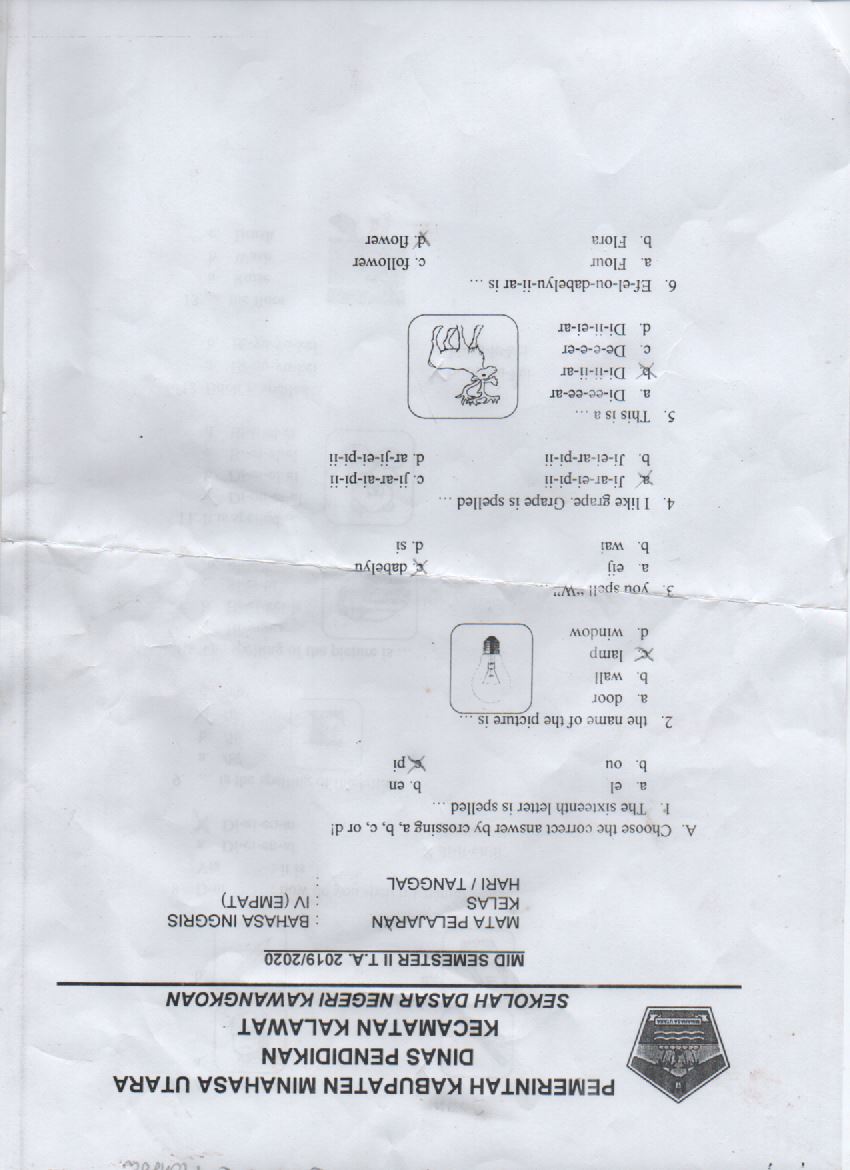 PEMERINTAH KABUPATEN MINAHASA UTARA
DINAS PENDIDIKAN
KECAMATAN KALAWAT
SEKOLAH DASAR NEGERI KAWANGKOAN
MID SEMESTER II T.A. 2019/2020
MATA PELAJARAN : BAHASA INGGRIS
KELAS : IV (EMPAT)
HARI / TANGGAL :
A. Choose the correct answer by crossing a, b, c, or d!
1. The sixteenth letter is spelled …
a. el b. en
b. ou c. pi
2. the name of the picture is …
a. door
b. wall
c. lamp
d. window
3. you spell “W”
a. eij c. dabelyu
b. wai d. si
4. I like grape. Grape is spelled …
a. Ji-ar-ei-pi-ii c. ji-ar-ai-pi-ii
b. Ji-ei-ar-pi-ii d. ar-ji-ei-pi-ii
5. This is a …
a. Di-ee-ee-ar
b. Di-ii-ii-ar
c. De-e-e-er
d. Di-ii-ei-ar
6. Ef-el-ou-dabelyu-ii-ar is …
a. Flour c. follower
b. Flora d. flower